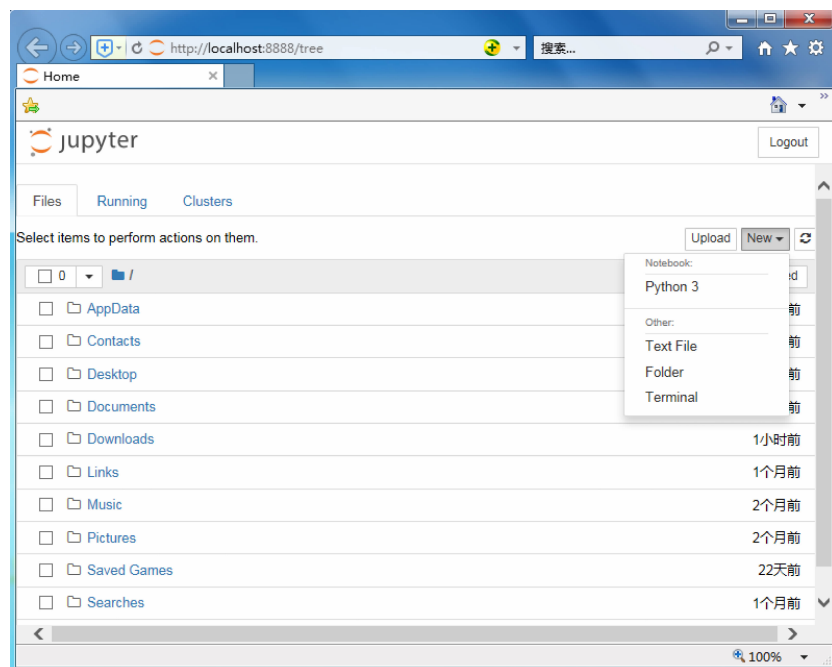 http://localhost:8888/tree
搜索...
Home
jupyter
Logout
Files Running Clusters
Select items to perform actions on them.
Upload New
0 /
Notebook:
Python 3
Other:
Text File
Folder
Terminal
AppData 前
Contacts 前
Desktop 前
Documents 前
Downloads 1小时前
Links 1个月前
Music 2个月前
Pictures 2个月前
Saved Games 22天前
Searches 1个月前
100%